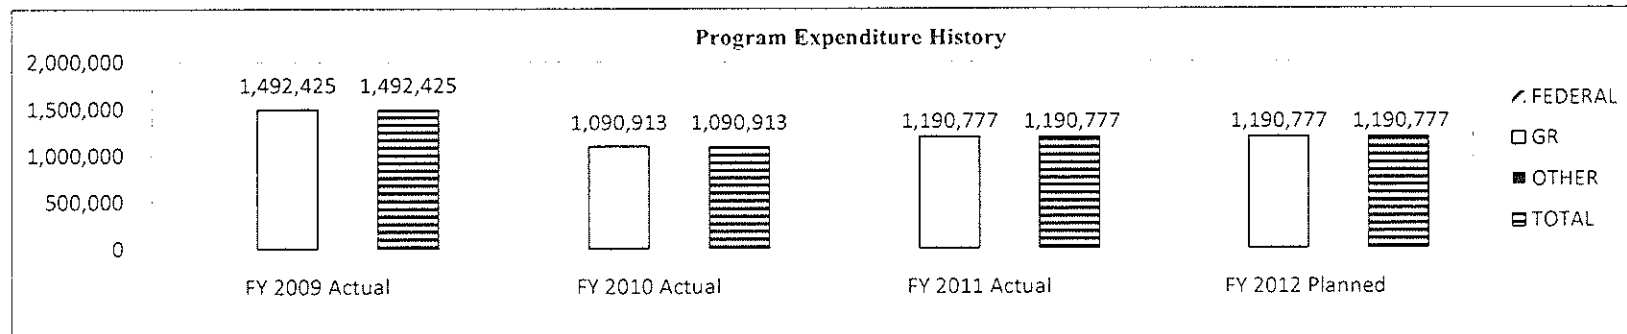 Program Expenditure History
2,000,000
1,500,000
1,000,000
500,000
0
1,492,425 1,492,425
1,090,913 1,090,913
1,190,777 1,190,777
1,190,777 1,190,777
FY 2009 Actual
FY 2010 Actual
FY 2011 Actual
FY 2012 Planned
FEDERAL
GR
OTHER
TOTAL